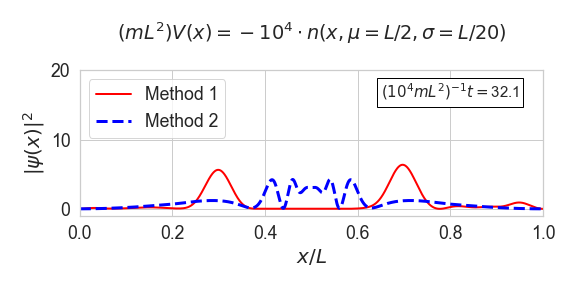 (mL²)V(x) = −10⁴ · n(x, μ = L/2, σ = L/20)
20
10
0
|ψ(x)|²
Method 1
Method 2
(10⁴mL²)⁻¹t = 32.1
0.0 0.2 0.4 0.6 0.8 1.0
x/L